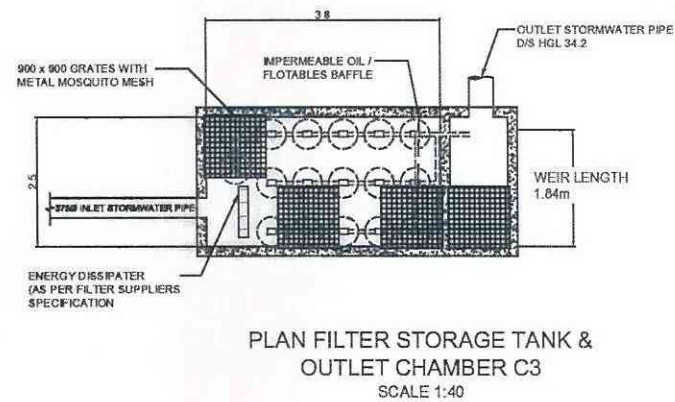 3.8
OUTLET STORMWATER PIPE
D/S HGL 34.2
900 x 900 GRATES WITH
METAL MOSQUITO MESH
IMPERMEABLE OIL /
FLOTABLES BAFFLE
2.5
WEIR LENGTH
1.84m
INLET STORMWATER PIPE
ENERGY DISSIPATER
(AS PER FILTER SUPPLIERS
SPECIFICATION
PLAN FILTER STORAGE TANK &
OUTLET CHAMBER C3
SCALE 1:40